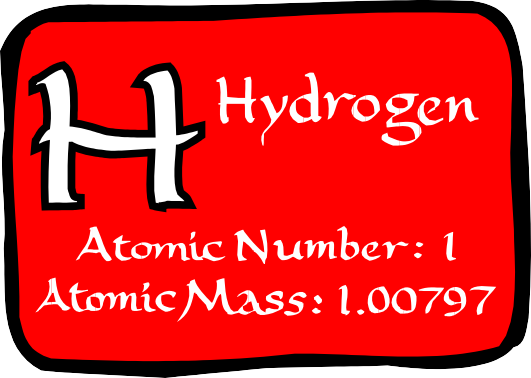 H
Hydrogen
Atomic Number: 1
Atomic Mass: 1.00797